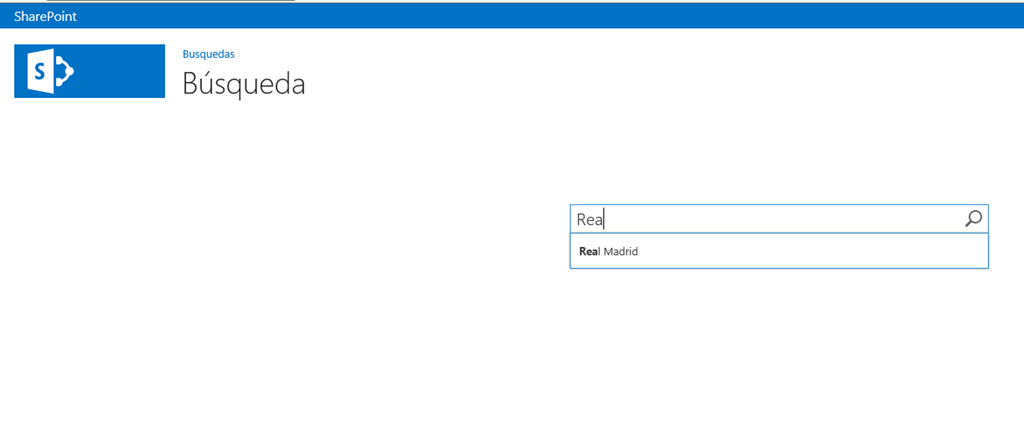 SharePoint
S
Busquedas
Búsqueda
Rea
Real Madrid